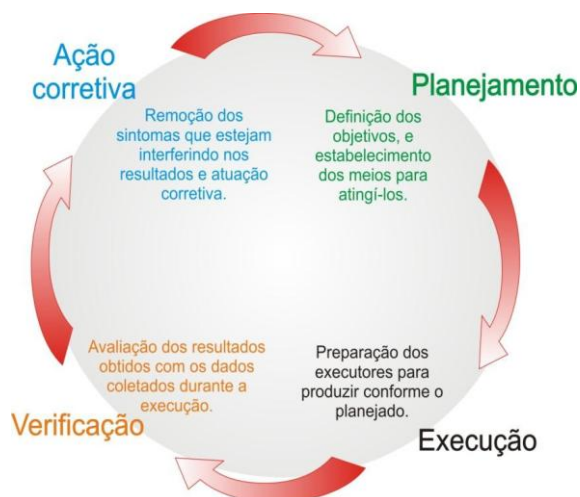 Ação
corretiva
Remoção dos
sintomas que estejam
interferindo nos
resultados e atuação
corretiva.
Planejamento
Definição dos
objetivos, e
estabelecimento
dos meios para
atingí-los.
Preparação dos
executores para
produzir conforme o
planejado.
Execução
Avaliação dos resultados
obtidos com os dados
coletados durante a
execução.
Verificação